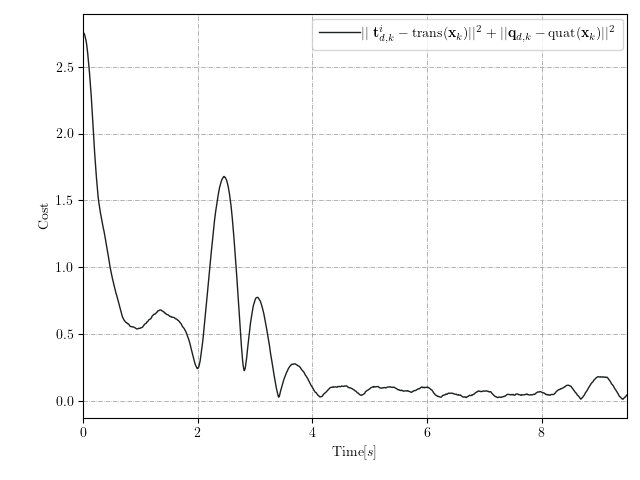 || t^i_{d,k} − trans(x_k)||² + ||q_{d,k} − quat(x_k)||²
Cost
2.5
2.0
1.5
1.0
0.5
0.0
0 2 4 6 8
Time[s]